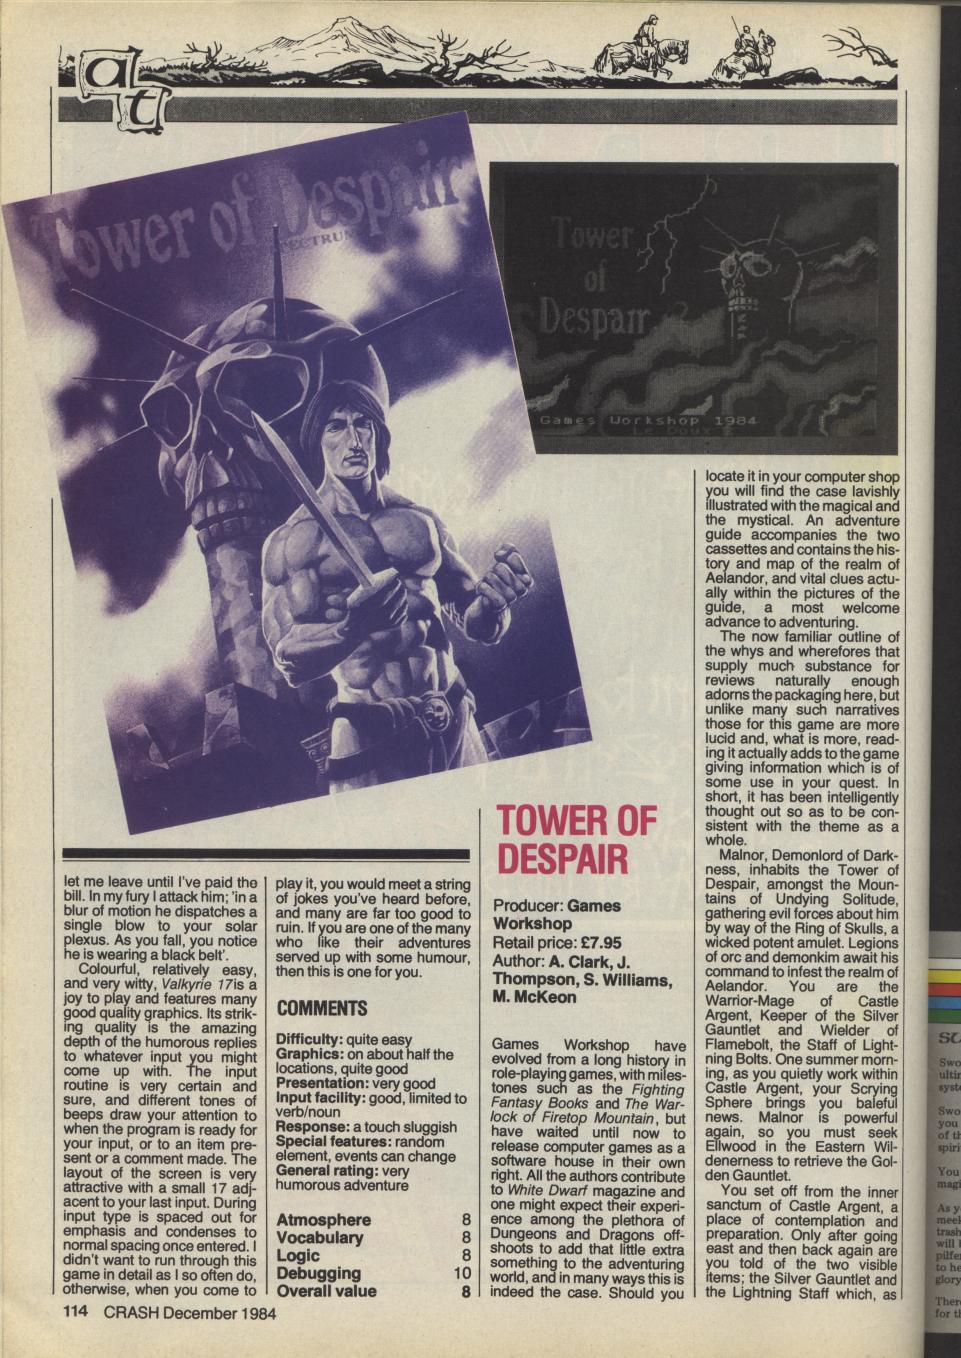 at
Tower of Despair
SPECTRUM
Tower
of
Despair
Games Workshop 1984
let me leave until I've paid the
bill. In my fury I attack him; 'in a
blur of motion he dispatches a
single blow to your solar
plexus. As you fall, you notice
he is wearing a black belt'.
Colourful, relatively easy,
and very witty, Valkyrie 17 is a
joy to play and features many
good quality graphics. Its strik-
ing quality is the amazing
depth of the humorous replies
to whatever input you might
come up with. The input
routine is very certain and
sure, and different tones of
beeps draw your attention to
when the program is ready for
your input, or to an item pre-
sent or a comment made. The
layout of the screen is very
attractive with a small 17 adj-
acent to your last input. During
input type is spaced out for
emphasis and condenses to
normal spacing once entered. I
didn't want to run through this
game in detail as I so often do,
otherwise, when you come to
play it, you would meet a string
of jokes you've heard before,
and many are far too good to
ruin. If you are one of the many
who like their adventures
served up with some humour,
then this is one for you.
COMMENTS
Difficulty: quite easy
Graphics: on about half the
locations, quite good
Presentation: very good
Input facility: good, limited to
verb/noun
Response: a touch sluggish
Special features: random
element, events can change
General rating: very
humorous adventure
Atmosphere 8
Vocabulary 8
Logic 8
Debugging 10
Overall value 8
TOWER OF
DESPAIR
Producer: Games
Workshop
Retail price: £7.95
Author: A. Clark, J.
Thompson, S. Williams,
M. McKeon
Games Workshop have
evolved from a long history in
role-playing games, with miles-
tones such as the Fighting
Fantasy Books and The War-
lock of Firetop Mountain, but
have waited until now to
release computer games as a
software house in their own
right. All the authors contribute
to White Dwarf magazine and
one might expect their experi-
ence among the plethora of
Dungeons and Dragons off-
shoots to add that little extra
something to the adventuring
world, and in many ways this is
indeed the case. Should you
locate it in your computer shop
you will find the case lavishly
illustrated with the magical and
the mystical. An adventure
guide accompanies the two
cassettes and contains the his-
tory and map of the realm of
Aelandor, and vital clues actu-
ally within the pictures of the
guide, a most welcome
advance to adventuring.
The now familiar outline of
the whys and wherefores that
supply much substance for
reviews naturally enough
adorns the packaging here, but
unlike many such narratives
those for this game are more
lucid and, what is more, read-
ing it actually adds to the game
giving information which is of
some use in your quest. In
short, it has been intelligently
thought out so as to be con-
sistent with the theme as a
whole.
Malnor, Demonlord of Dark-
ness, inhabits the Tower of
Despair, amongst the Moun-
tains of Undying Solitude,
gathering evil forces about him
by way of the Ring of Skulls, a
wicked potent amulet. Legions
of orc and demonkim await his
command to infest the realm of
Aelandor. You are the
Warrior-Mage of Castle
Argent, Keeper of the Silver
Gauntlet and Wielder of
Flamebolt, the Staff of Light-
ning Bolts. One summer morn-
ing, as you quietly work within
Castle Argent, your Scrying
Sphere brings you baleful
news. Malnor is powerful
again, so you must seek
Ellwood in the Eastern Wil-
denerness to retrieve the Gol-
den Gauntlet.
You set off from the inner
sanctum of Castle Argent, a
place of contemplation and
preparation. Only after going
east and then back again are
you told of the two visible
items; the Silver Gauntlet and
the Lightning Staff which, as
114 CRASH December 1984